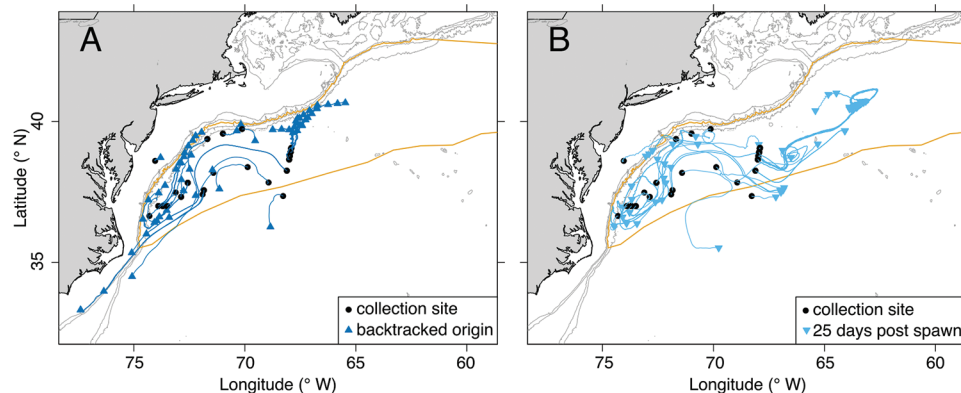 A
B
Latitude (° N)
40
35
collection site
backtracked origin
collection site
25 days post spawn
75
70
65
60
75
70
65
60
Longitude (° W)
Longitude (° W)